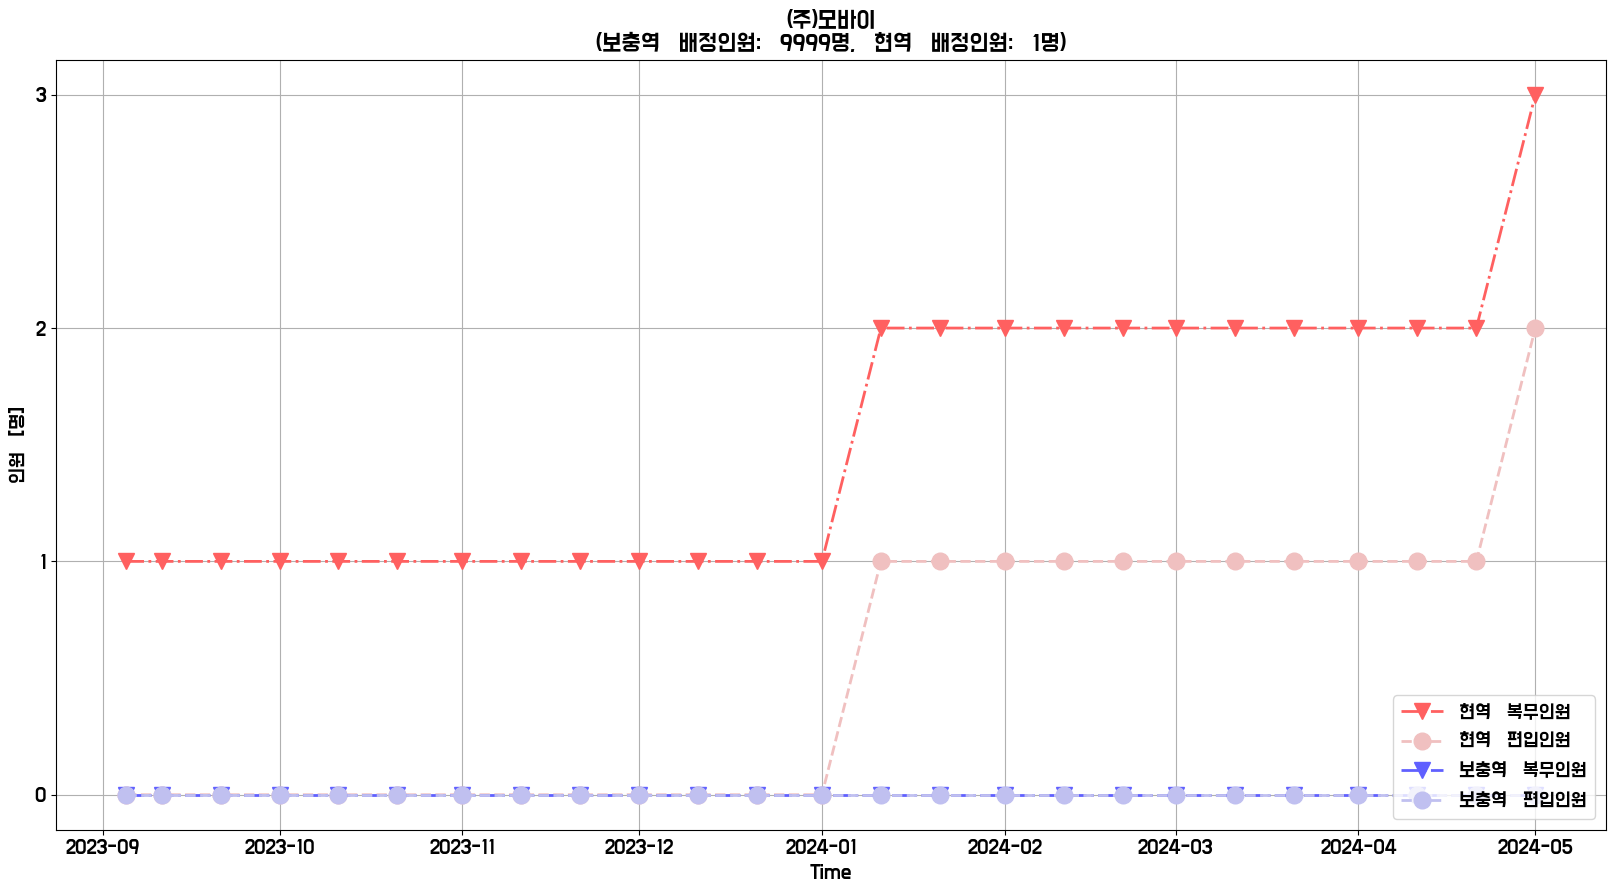 (주)모바이
(보충역 배정인원: 9999명, 현역 배정인원: 1명)
인원 [명]
3
2
1
0
2023-09 2023-10 2023-11 2023-12 2024-01 2024-02 2024-03 2024-04 2024-05
Time
현역 복무인원
현역 편입인원
보충역 복무인원
보충역 편입인원